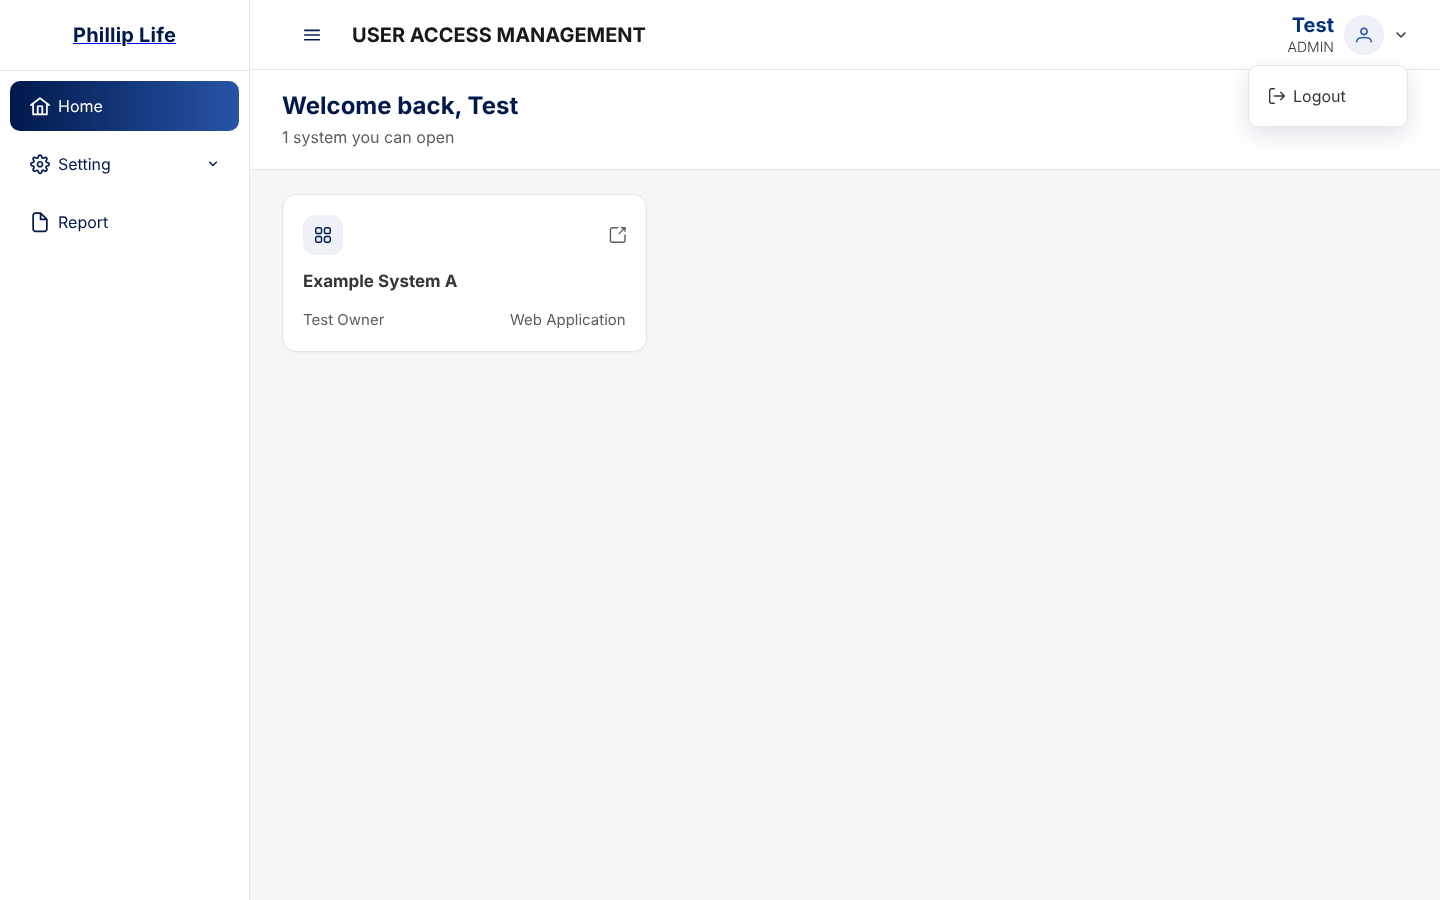 Phillip Life
USER ACCESS MANAGEMENT
Test
ADMIN
Logout
Home
Setting
Report
Welcome back, Test
1 system you can open
Example System A
Test Owner
Web Application